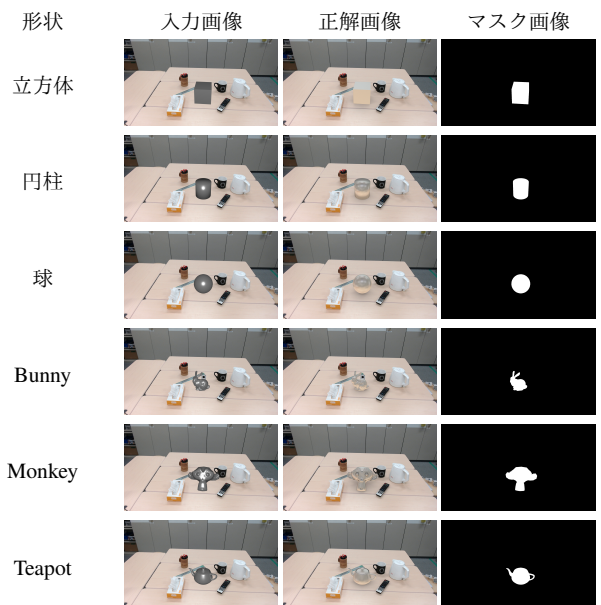 形状 入力画像 正解画像 マスク画像
立方体
円柱
球
Bunny
Monkey
Teapot